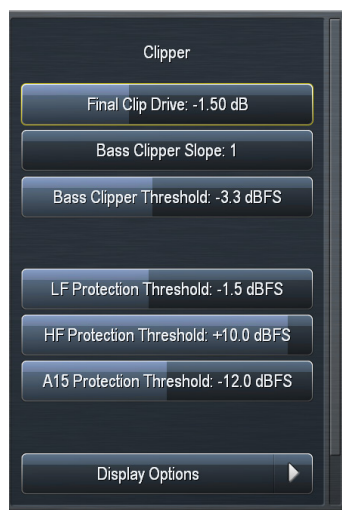 Clipper
Final Clip Drive: -1.50 dB
Bass Clipper Slope: 1
Bass Clipper Threshold: -3.3 dBFS
LF Protection Threshold: -1.5 dBFS
HF Protection Threshold: +10.0 dBFS
A15 Protection Threshold: -12.0 dBFS
Display Options